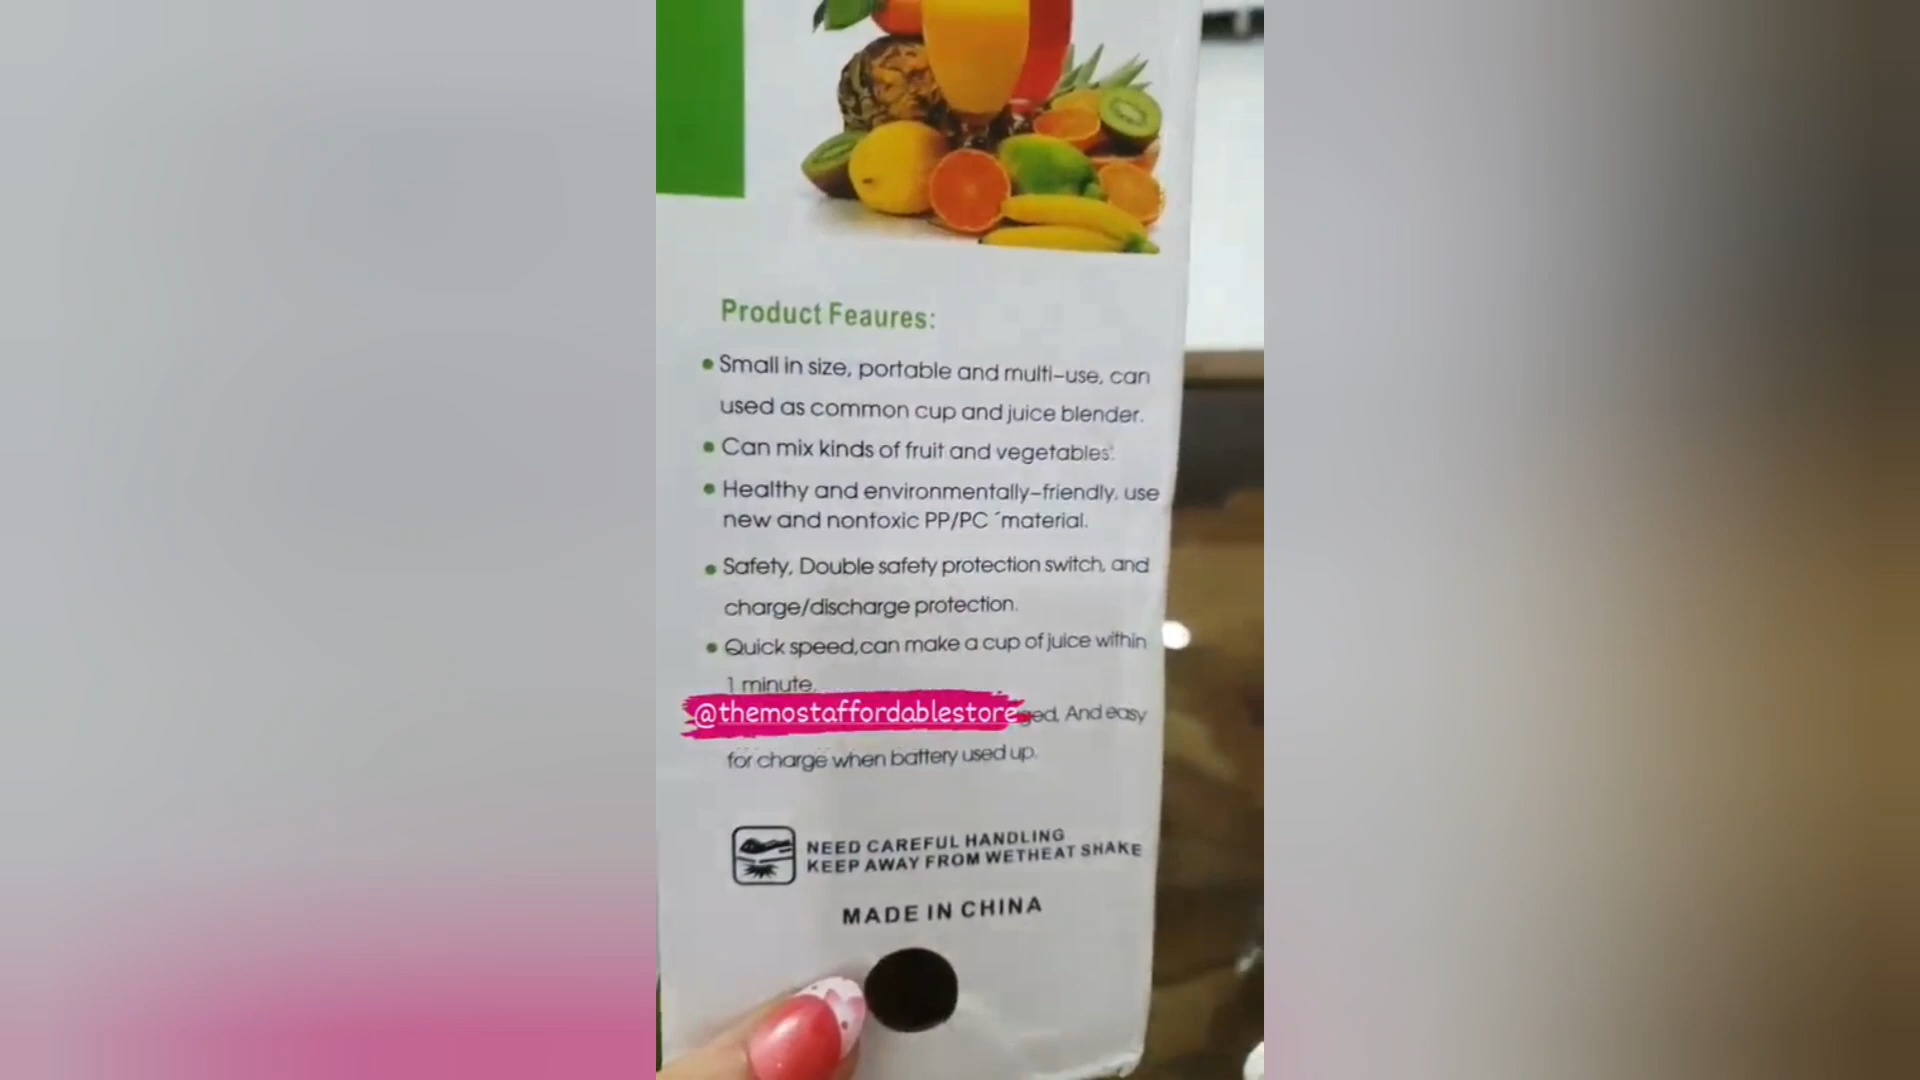 Product Feaures:
Small in size, portable and multi-use, can
used as common cup and juice blender.
Can mix kinds of fruit and vegetables.
Healthy and environmentally-friendly, use
new and nontoxic PP/PC material.
Safety, Double safety protection switch, and
charge/discharge protection.
Quick speed,can make a cup of juice within
1 minute.
@themostaffordablestore And easy
for charge when battery used up.
NEED CAREFUL HANDLING
KEEP AWAY FROM WETHEAT SHAKE
MADE IN CHINA